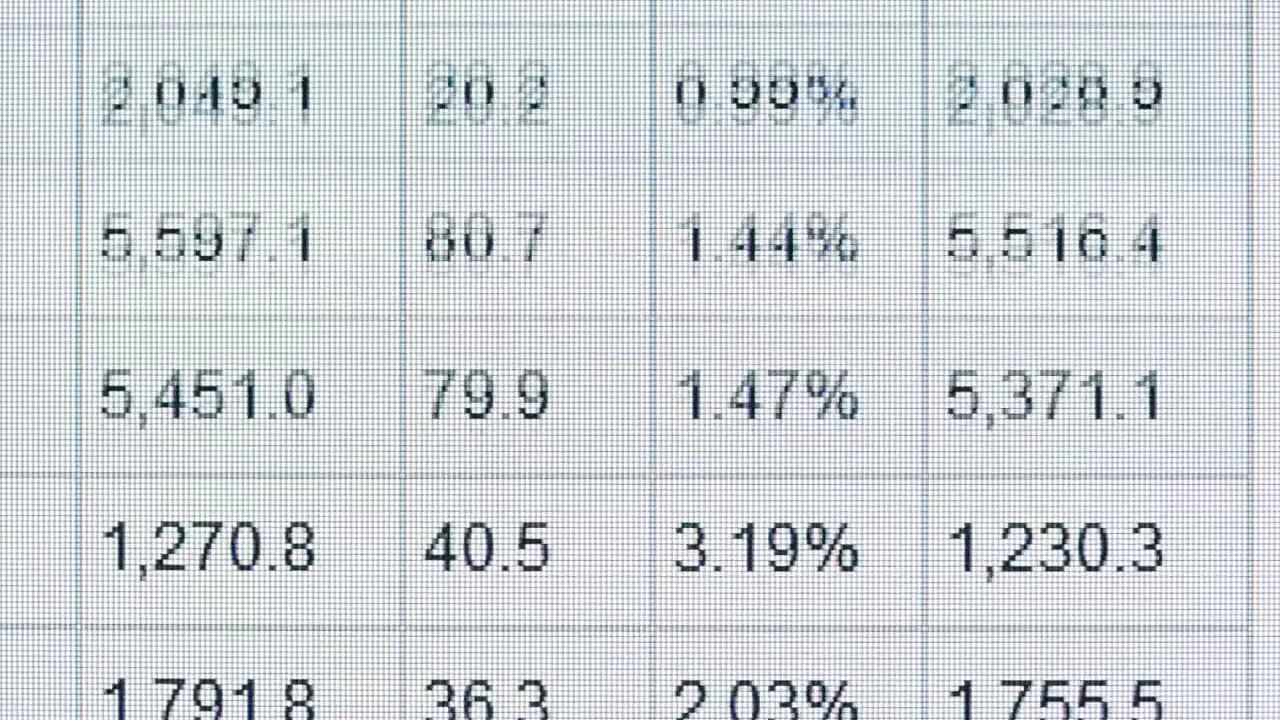 2,049.1 20.2 0.99% 2,028.9
5,597.1 80.7 1.44% 5,516.4
5,451.0 79.9 1.47% 5,371.1
1,270.8 40.5 3.19% 1,230.3
1,791.8 36.3 2.03% 1,755.5